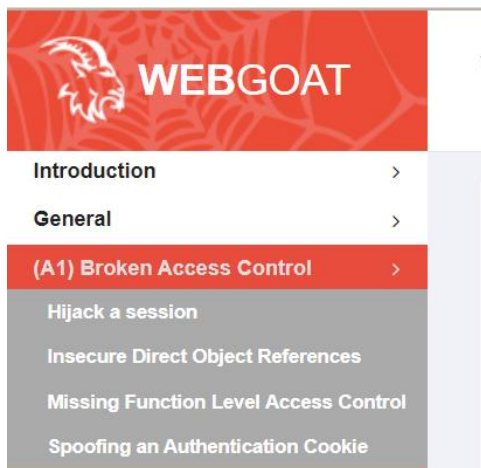 WEBGOAT
Introduction
General
(A1) Broken Access Control
Hijack a session
Insecure Direct Object References
Missing Function Level Access Control
Spoofing an Authentication Cookie